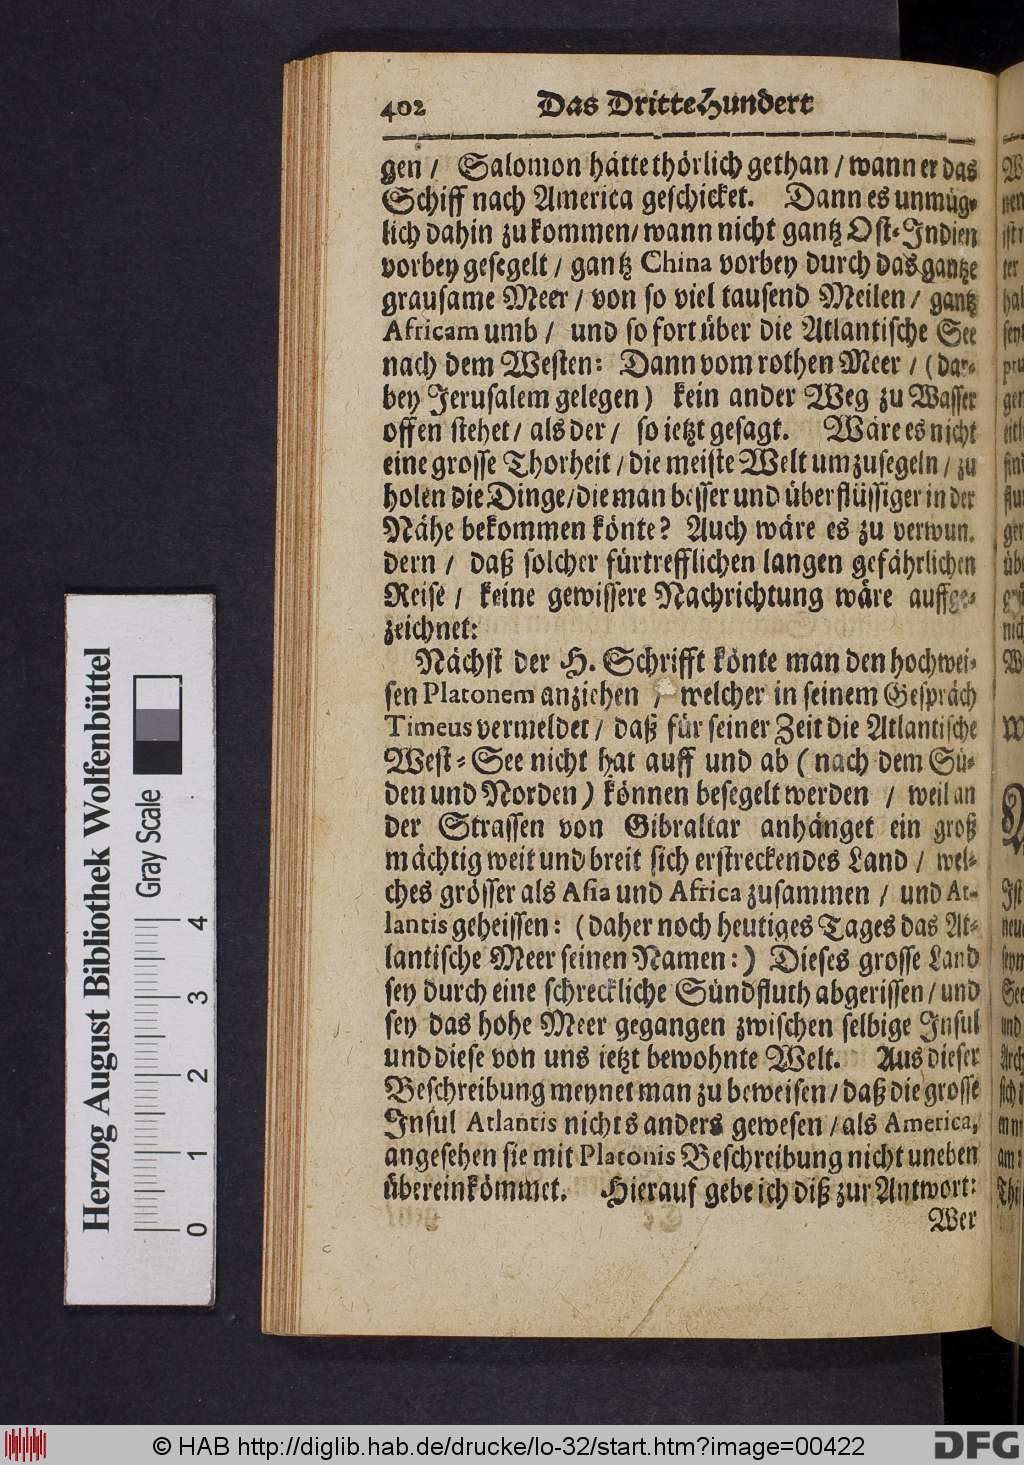 402 Das Dritte Hundert
gen / Salomon hätte thörlich gethan / wann er das
Schiff nach America geschicket. Dann es unmüg-
lich dahin zu kommen / wann nicht gantz Ost-Indien
vorbey gesegelt / gantz China vorbey durch das gantze
grausame Meer / von so viel tausend Meilen / gantz
Africam umb / und so fort über die Atlantische See
nach dem Westen: Dann vom rothen Meer / (dar-
bey Jerusalem gelegen) kein ander Weg zu Wasser
offen stehet / als der / so ietzt gesagt. Wäre es nicht
eine grosse Thorheit / die meiste Welt umzusegeln / zu
holen die Dinge / die man besser und überflüssiger in der
Nähe bekommen könte? Auch wäre es zu verwun-
dern / daß solcher fürtrefflichen langen gefährlichen
Reise / keine gewissere Nachrichtung wäre auffge-
zeichnet:
Nächst der H. Schrifft könte man den hochwei-
sen Platonem anziehen / welcher in seinem Gespräch
Timeus vermeldet / daß für seiner Zeit die Atlantische
West-See nicht hat auff und ab (nach dem Sü-
den und Norden) können besegelt werden / weil an
der Strassen von Gibraltar anhänget ein groß
mächtig weit und breit sich erstreckendes Land / wel-
ches grösser als Asia und Africa zusammen / und At-
lantis geheissen: (daher noch heutiges Tages das At-
lantische Meer seinen Namen:) Dieses grosse Land
sey durch eine schreckliche Sündfluth abgerissen / und
sey das hohe Meer gegangen zwischen selbige Insul
und diese von uns ietzt bewohnte Welt. Aus dieser
Beschreibung meynet man zu beweisen / daß die grosse
Insul Atlantis nichts anders gewesen / als America,
angesehen sie mit Platonis Beschreibung nicht uneben
übereinkömmet. Hierauf gebe ich diß zur Antwort:
Wer
Herzog August Bibliothek Wolfenbüttel
Gray Scale
0 1 2 3 4
© HAB http://diglib.hab.de/drucke/lo-32/start.htm?image=00422
DFG